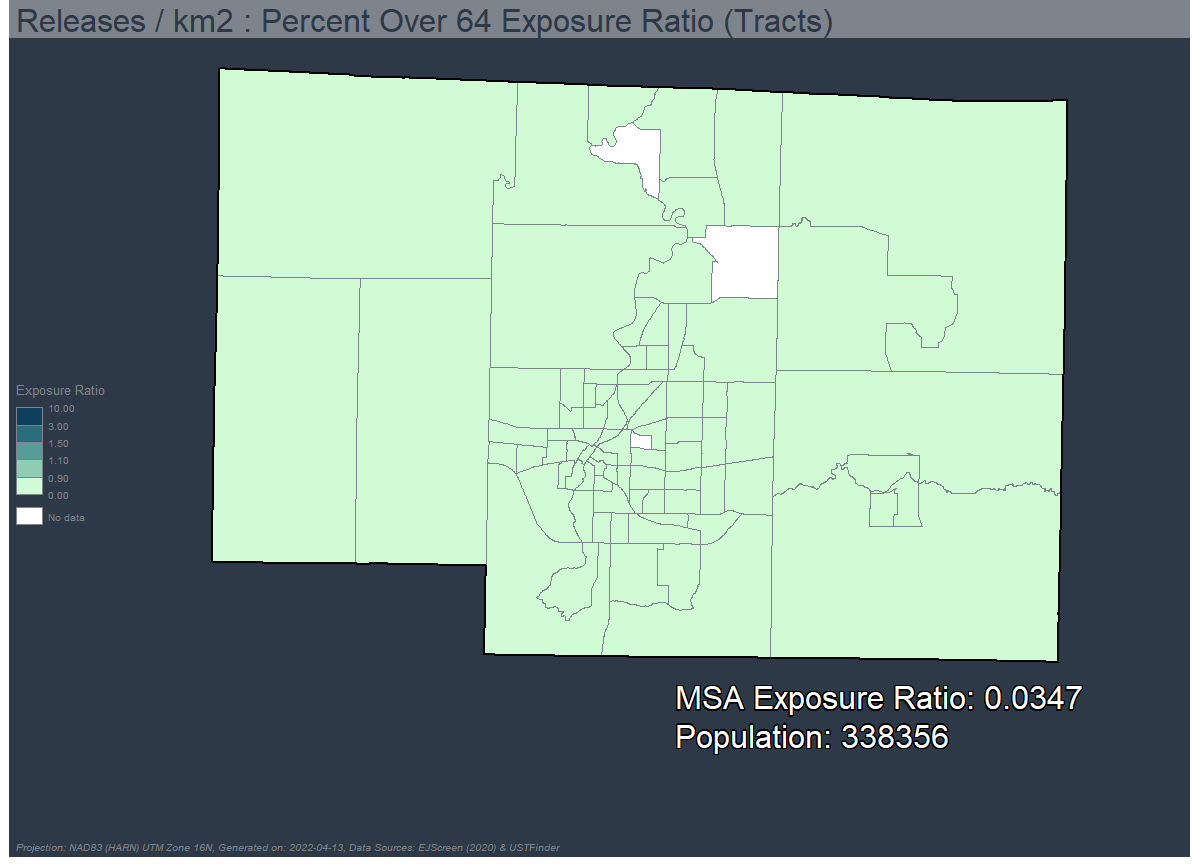 Releases / km2 : Percent Over 64 Exposure Ratio (Tracts)
Exposure Ratio
10.00
3.00
1.50
1.10
0.90
0.00
No data
MSA Exposure Ratio: 0.0347
Population: 338356
Projection: NAD83 (HARN) UTM Zone 16N, Generated on: 2022-04-13, Data Sources: EJScreen (2020) & USTFinder